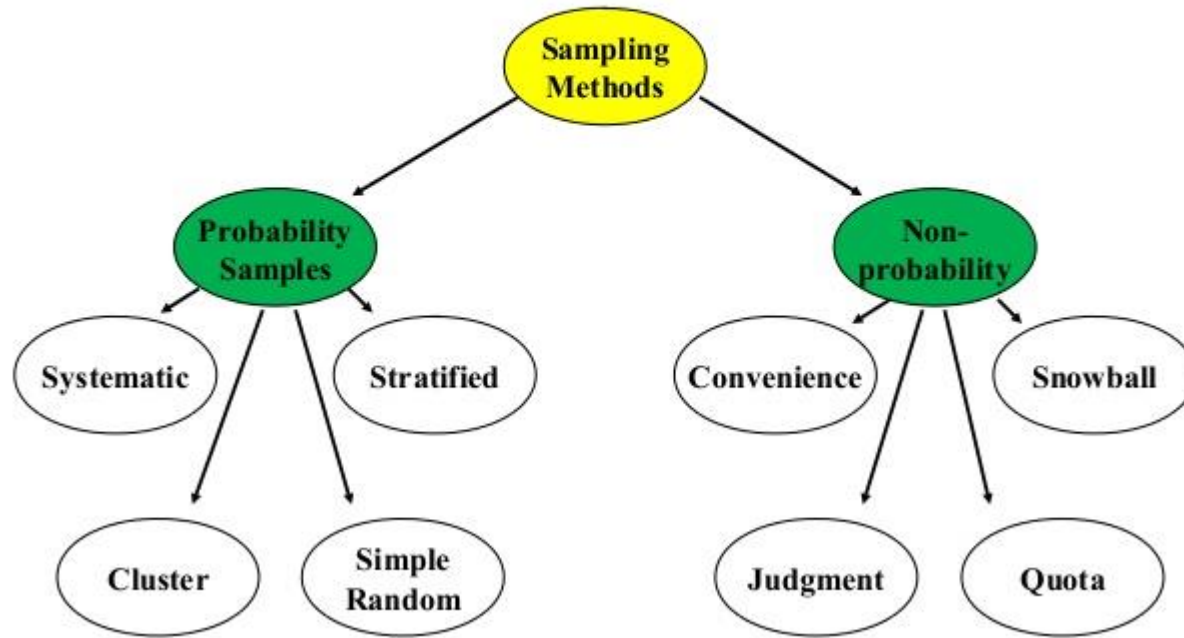 Sampling
Methods
Probability
Samples
Non-
probability
Systematic
Stratified
Convenience
Snowball
Cluster
Simple
Random
Judgment
Quota